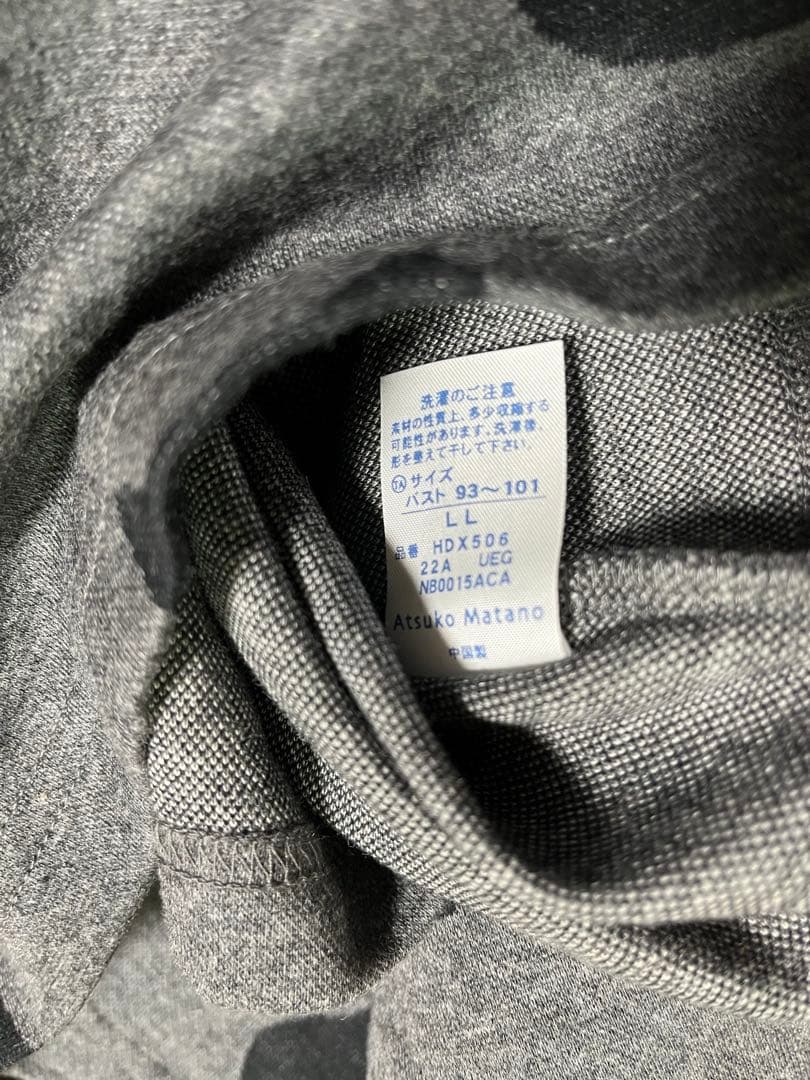 洗濯のご注意
素材の性質上、多少収縮する
可能性があります。洗濯後、
形を整えて干して下さい。
TA サイズ
バスト 93～101
LL
品番 HDX506
22A UEG
NB0015ACA
Atsuko Matano
中国製